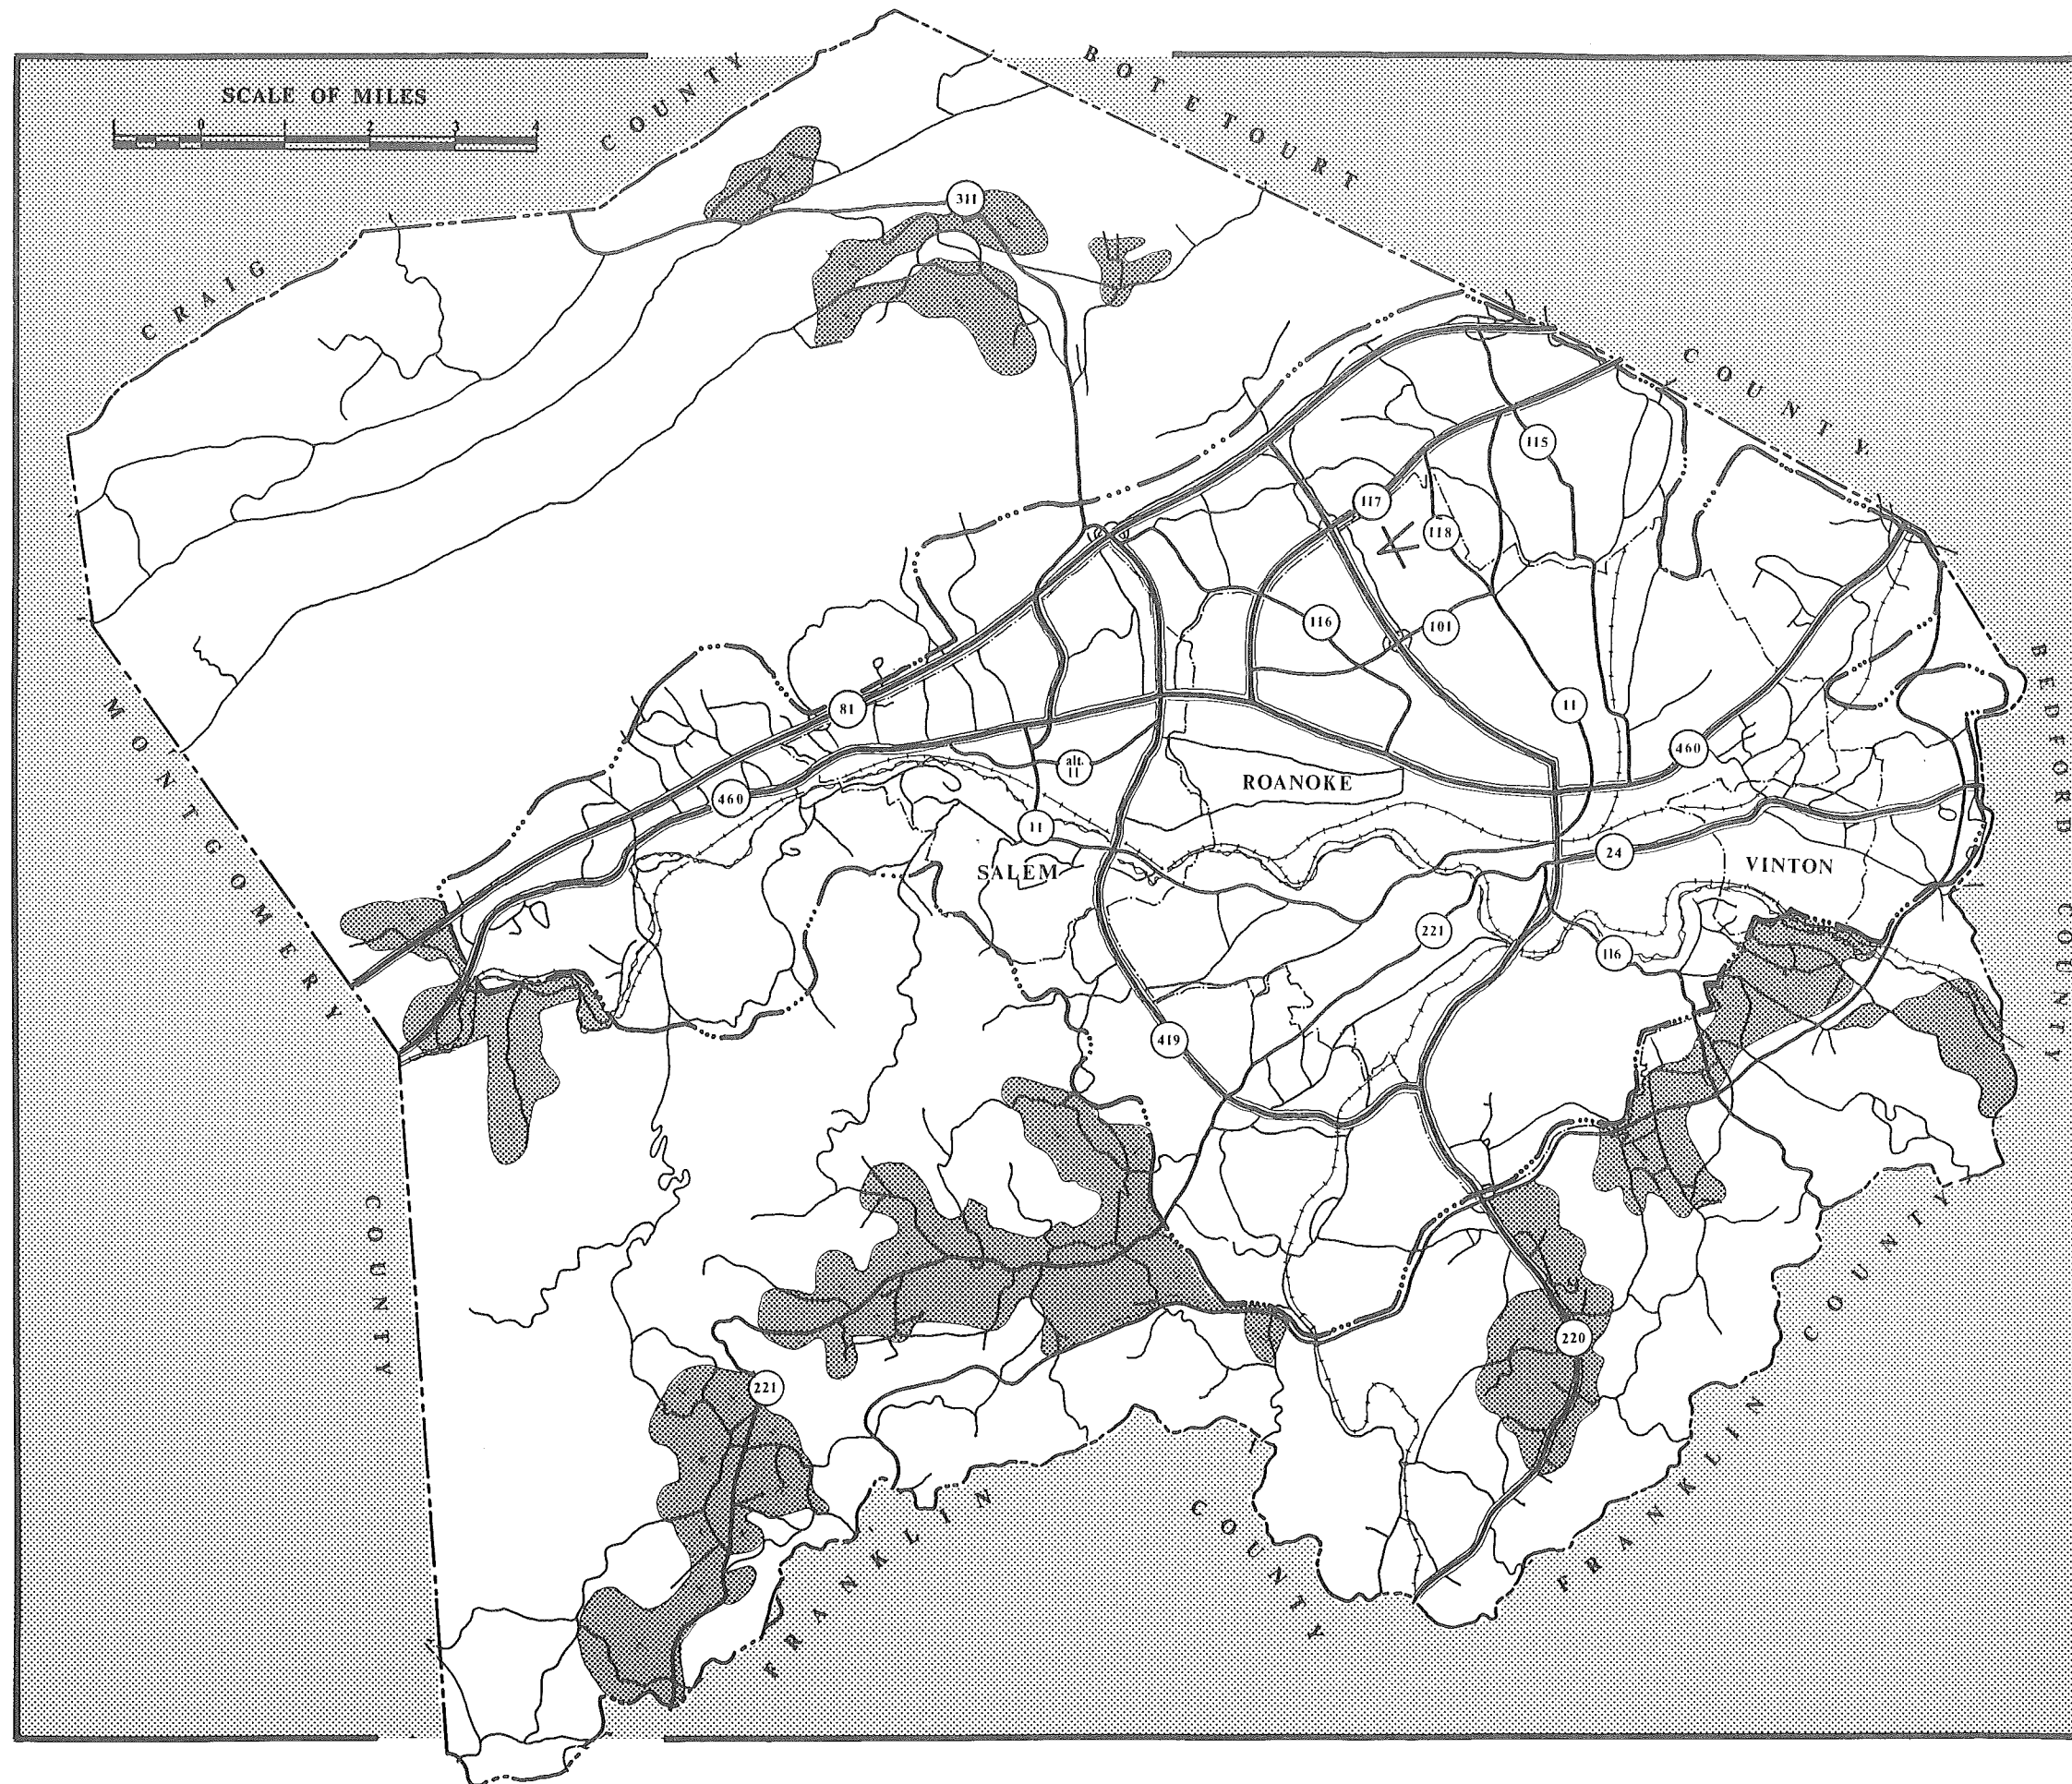 SCALE OF MILES
1 0 1 2 3 4
CRAIG COUNTY
BOTETOURT COUNTY
311
115
117
118
116
101
81
11
460
460
alt.
11
ROANOKE
11
24
SALEM
VINTON
221
116
419
220
221
MONTGOMERY COUNTY
BEDFORD COUNTY
FRANKLIN COUNTY
FRANKLIN COUNTY